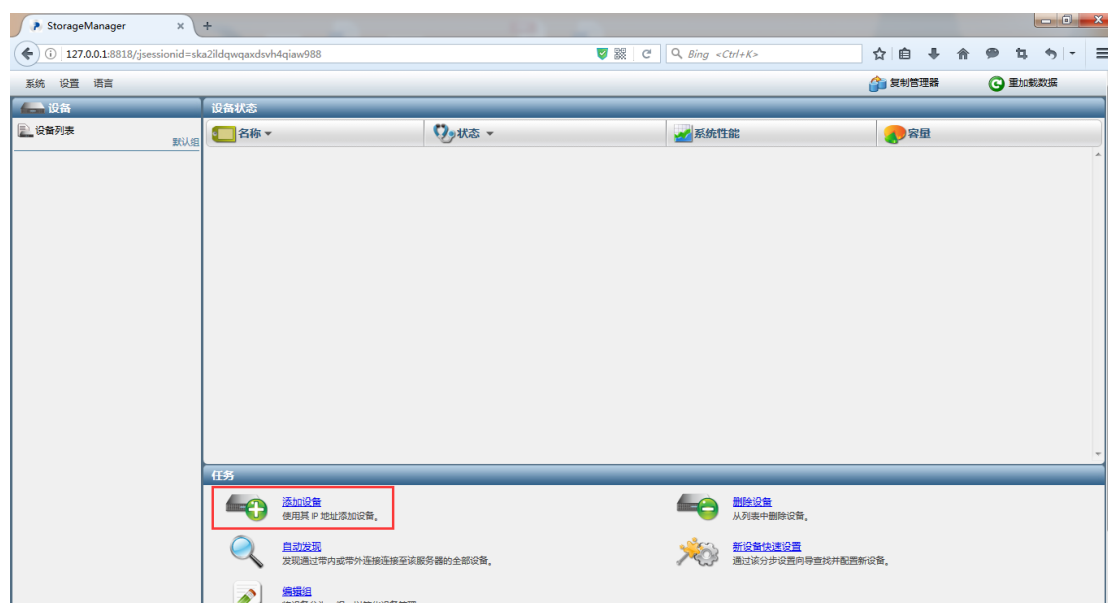 StorageManager
127.0.0.1:8818/jsessionid=ska2ildqwqaxdsvh4qiaw988
Bing <Ctrl+K>
系统 设置 语言
复制管理器 重加载数据
设备 设备状态
设备列表
默认组
名称 状态 系统性能 容量
任务
添加设备
使用其 IP 地址添加设备。
删除设备
从列表中删除设备。
自动发现
发现通过带内或带外连接连接至该服务器的全部设备。
新设备快速设置
通过该分步设置向导查找并配置新设备。
编辑组